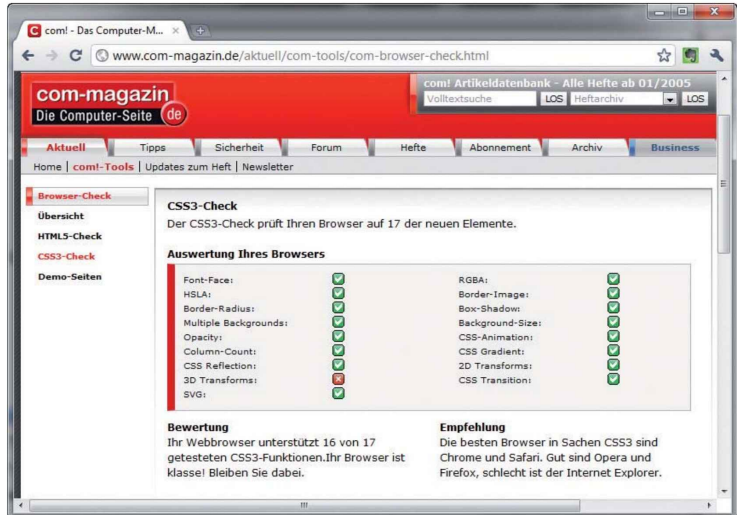 com! - Das Computer-M...
www.com-magazin.de/aktuell/com-tools/com-browser-check.html
com-magazin
Die Computer-Seite de
com! Artikeldatenbank - Alle Hefte ab 01/2005
Volltextsuche LOS Heftarchiv LOS
Aktuell Tipps Sicherheit Forum Hefte Abonnement Archiv Business
Home | com!-Tools | Updates zum Heft | Newsletter
Browser-Check
Übersicht
HTML5-Check
CSS3-Check
Demo-Seiten
CSS3-Check
Der CSS3-Check prüft Ihren Browser auf 17 der neuen Elemente.
Auswertung Ihres Browsers
Font-Face: RGBA:
HSLA: Border-Image:
Border-Radius: Box-Shadow:
Multiple Backgrounds: Background-Size:
Opacity: CSS-Animation:
Column-Count: CSS Gradient:
CSS Reflection: 2D Transforms:
3D Transforms: CSS Transition:
SVG:
Bewertung
Ihr Webbrowser unterstützt 16 von 17
getesteten CSS3-Funktionen.Ihr Browser ist
klasse! Bleiben Sie dabei.
Empfehlung
Die besten Browser in Sachen CSS3 sind
Chrome und Safari. Gut sind Opera und
Firefox, schlecht ist der Internet Explorer.